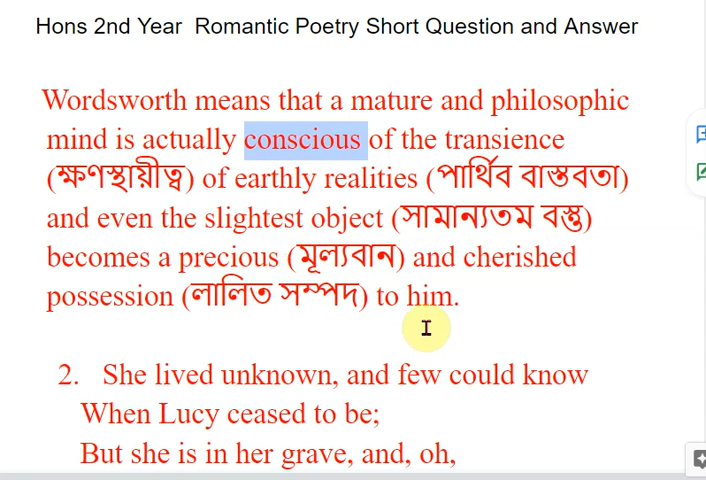 Hons 2nd Year Romantic Poetry Short Question and Answer
Wordsworth means that a mature and philosophic
mind is actually conscious of the transience
(ক্ষণস্থায়ীত্ব) of earthly realities (পার্থিব বাস্তবতা)
and even the slightest object (সামান্যতম বস্তু)
becomes a precious (মূল্যবান) and cherished
possession (লালিত সম্পদ) to him.
2. She lived unknown, and few could know
When Lucy ceased to be;
But she is in her grave, and, oh,